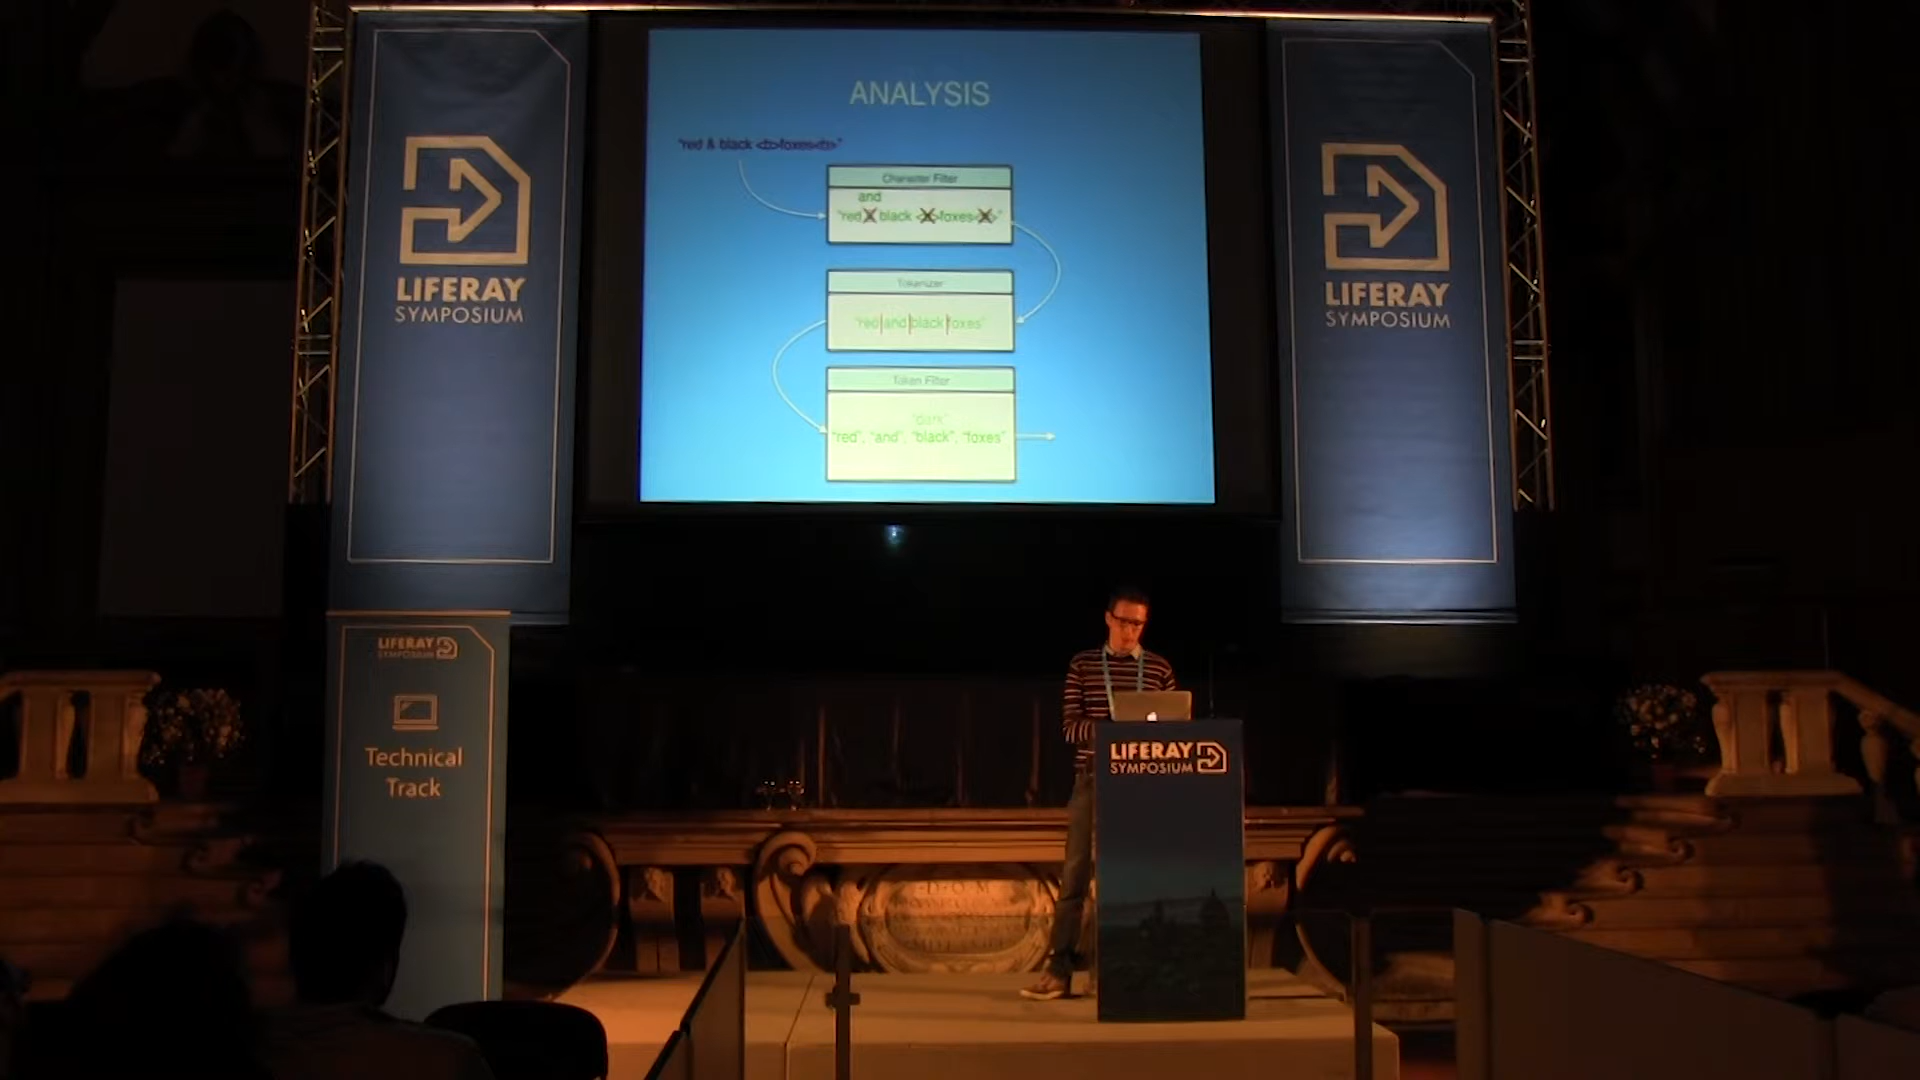 ANALYSIS
"red & black <b>foxes<b>"
Character Filter
and
"red & black <b>foxes<b>"
Tokenizer
"red|and|black|foxes"
Token Filter
"dark"
"red", "and", "black", "foxes"
LIFERAY
SYMPOSIUM
LIFERAY
SYMPOSIUM
LIFERAY
SYMPOSIUM
Technical
Track
LIFERAY
SYMPOSIUM
D.O.M